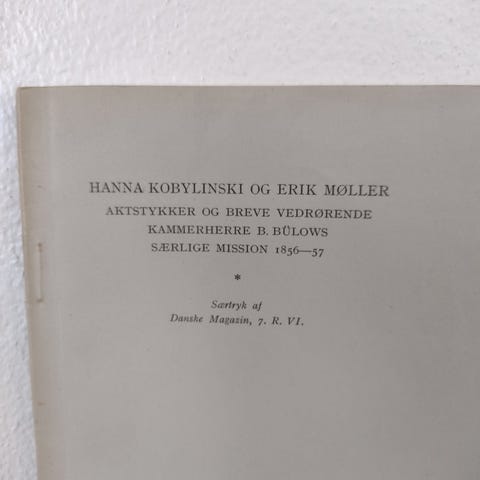 HANNA KOBYLINSKI OG ERIK MØLLER
AKTSTYKKER OG BREVE VEDRØRENDE
KAMMERHERRE B. BÜLOWS
SÆRLIGE MISSION 1856—57
*
Særtryk af
Danske Magazin, 7. R. VI.